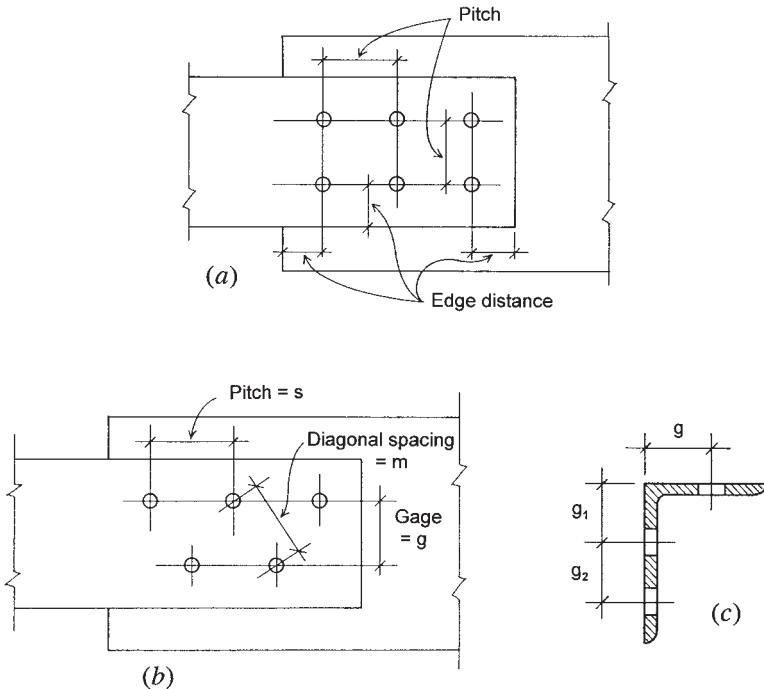 Pitch
(a)
Edge distance
Pitch = s
Diagonal spacing
= m
Gage
= g
(b)
g
g₁
g₂
(c)